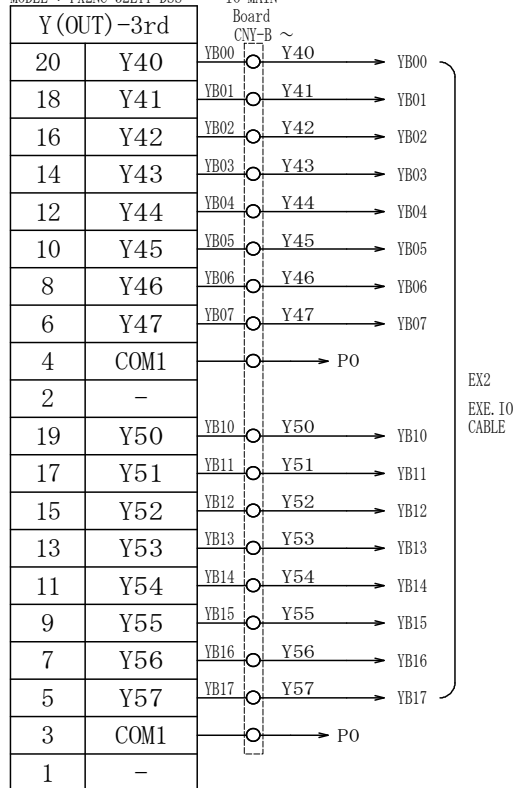 Y(OUT)-3rd
Board
CNY-B ~
20 Y40 YB00 Y40 YB00
18 Y41 YB01 Y41 YB01
16 Y42 YB02 Y42 YB02
14 Y43 YB03 Y43 YB03
12 Y44 YB04 Y44 YB04
10 Y45 YB05 Y45 YB05
8 Y46 YB06 Y46 YB06
6 Y47 YB07 Y47 YB07
4 COM1 P0
2 -
EX2
EXE.IO
CABLE
19 Y50 YB10 Y50 YB10
17 Y51 YB11 Y51 YB11
15 Y52 YB12 Y52 YB12
13 Y53 YB13 Y53 YB13
11 Y54 YB14 Y54 YB14
9 Y55 YB15 Y55 YB15
7 Y56 YB16 Y56 YB16
5 Y57 YB17 Y57 YB17
3 COM1 P0
1 -